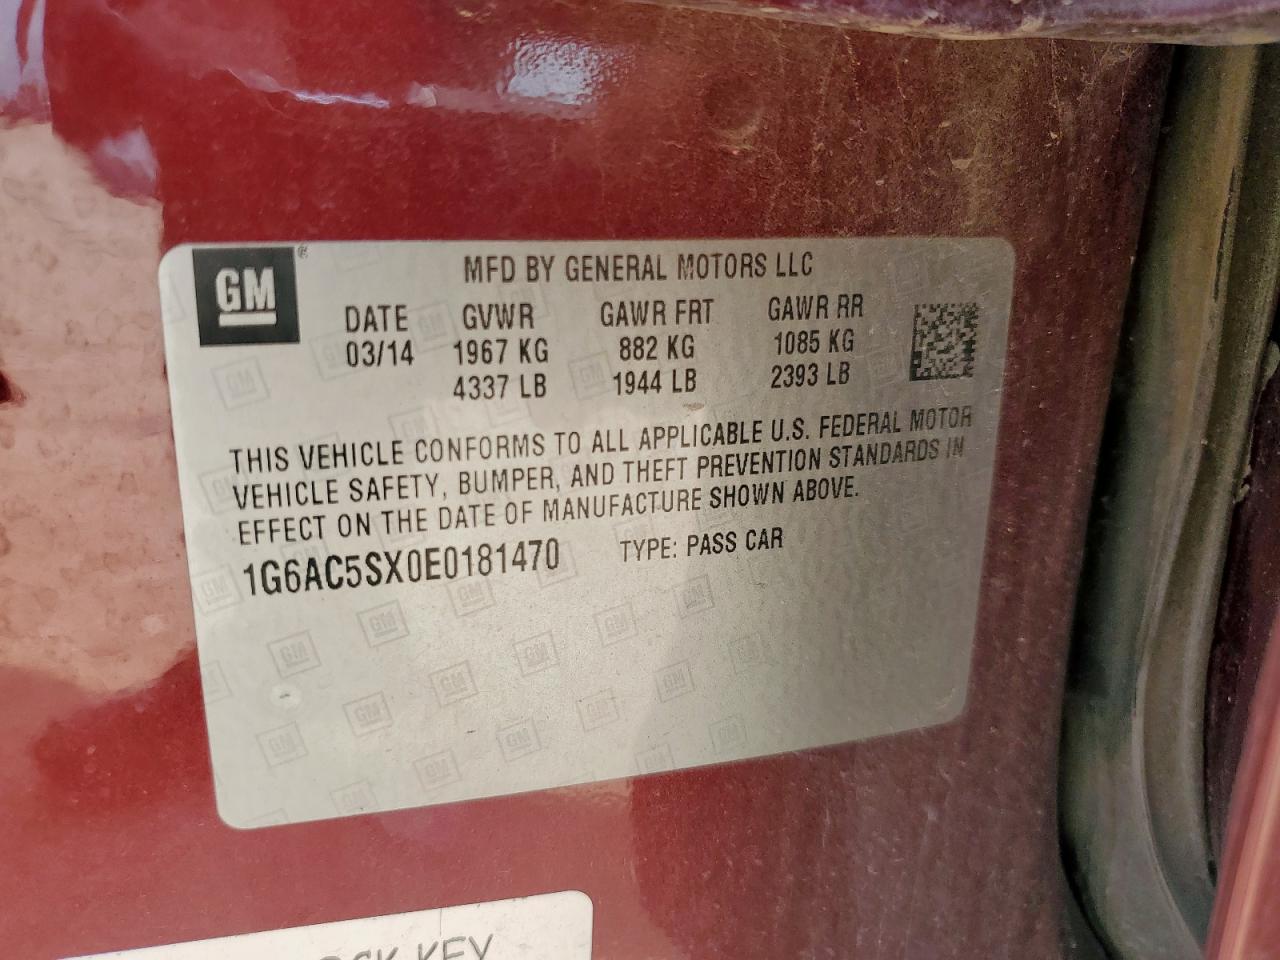 GM®
MFD BY GENERAL MOTORS LLC
DATE GVWR GAWR FRT GAWR RR
03/14 1967 KG 882 KG 1085 KG
4337 LB 1944 LB 2393 LB
THIS VEHICLE CONFORMS TO ALL APPLICABLE U.S. FEDERAL MOTOR
VEHICLE SAFETY, BUMPER, AND THEFT PREVENTION STANDARDS IN
EFFECT ON THE DATE OF MANUFACTURE SHOWN ABOVE.
1G6AC5SX0E0181470 TYPE: PASS CAR
KEY